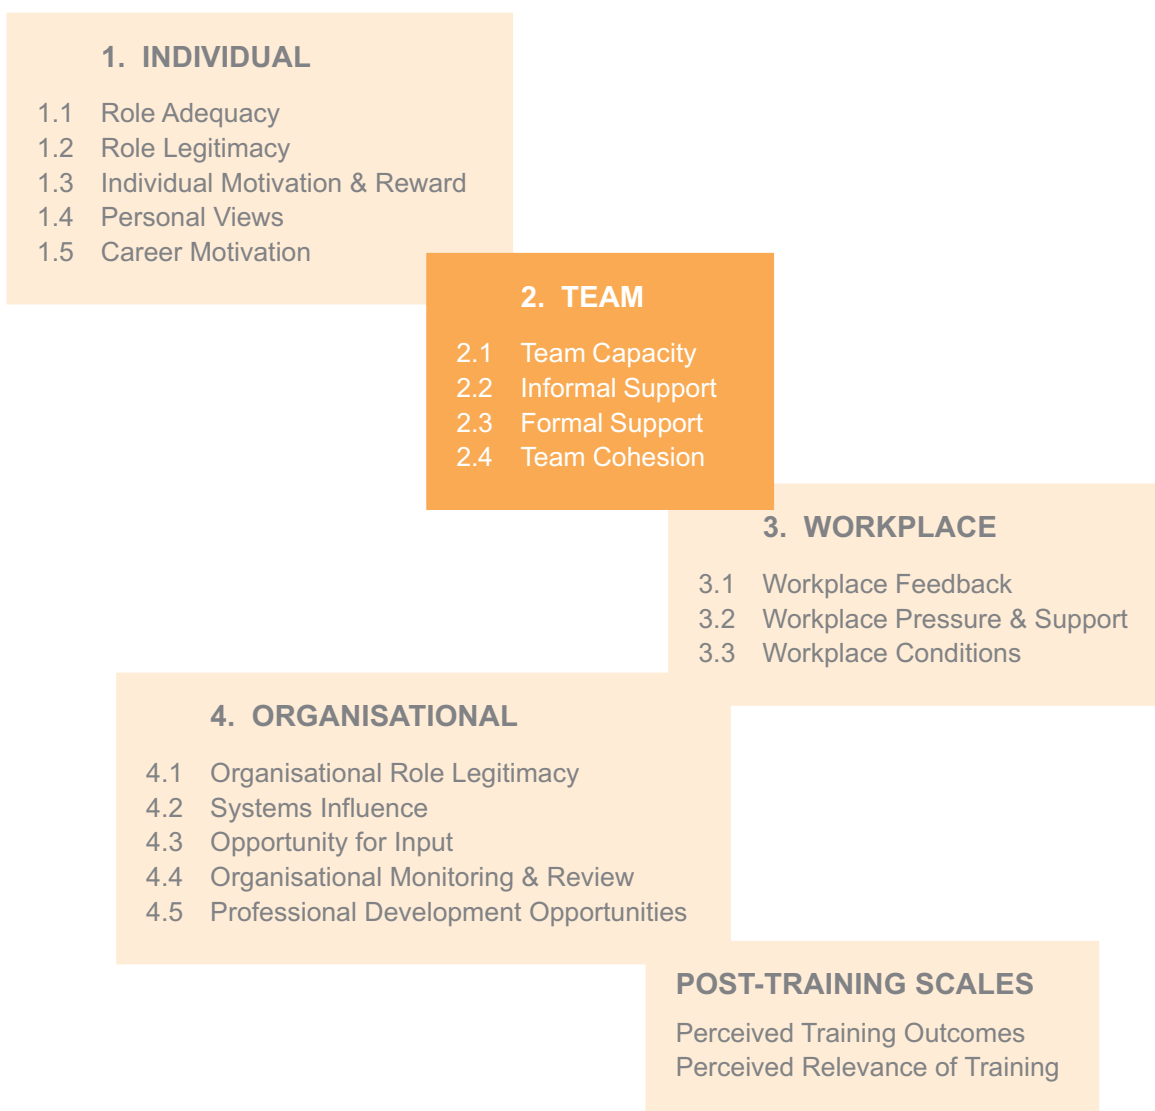 1. INDIVIDUAL
1.1 Role Adequacy
1.2 Role Legitimacy
1.3 Individual Motivation & Reward
1.4 Personal Views
1.5 Career Motivation
2. TEAM
2.1 Team Capacity
2.2 Informal Support
2.3 Formal Support
2.4 Team Cohesion
3. WORKPLACE
3.1 Workplace Feedback
3.2 Workplace Pressure & Support
3.3 Workplace Conditions
4. ORGANISATIONAL
4.1 Organisational Role Legitimacy
4.2 Systems Influence
4.3 Opportunity for Input
4.4 Organisational Monitoring & Review
4.5 Professional Development Opportunities
POST-TRAINING SCALES
Perceived Training Outcomes
Perceived Relevance of Training